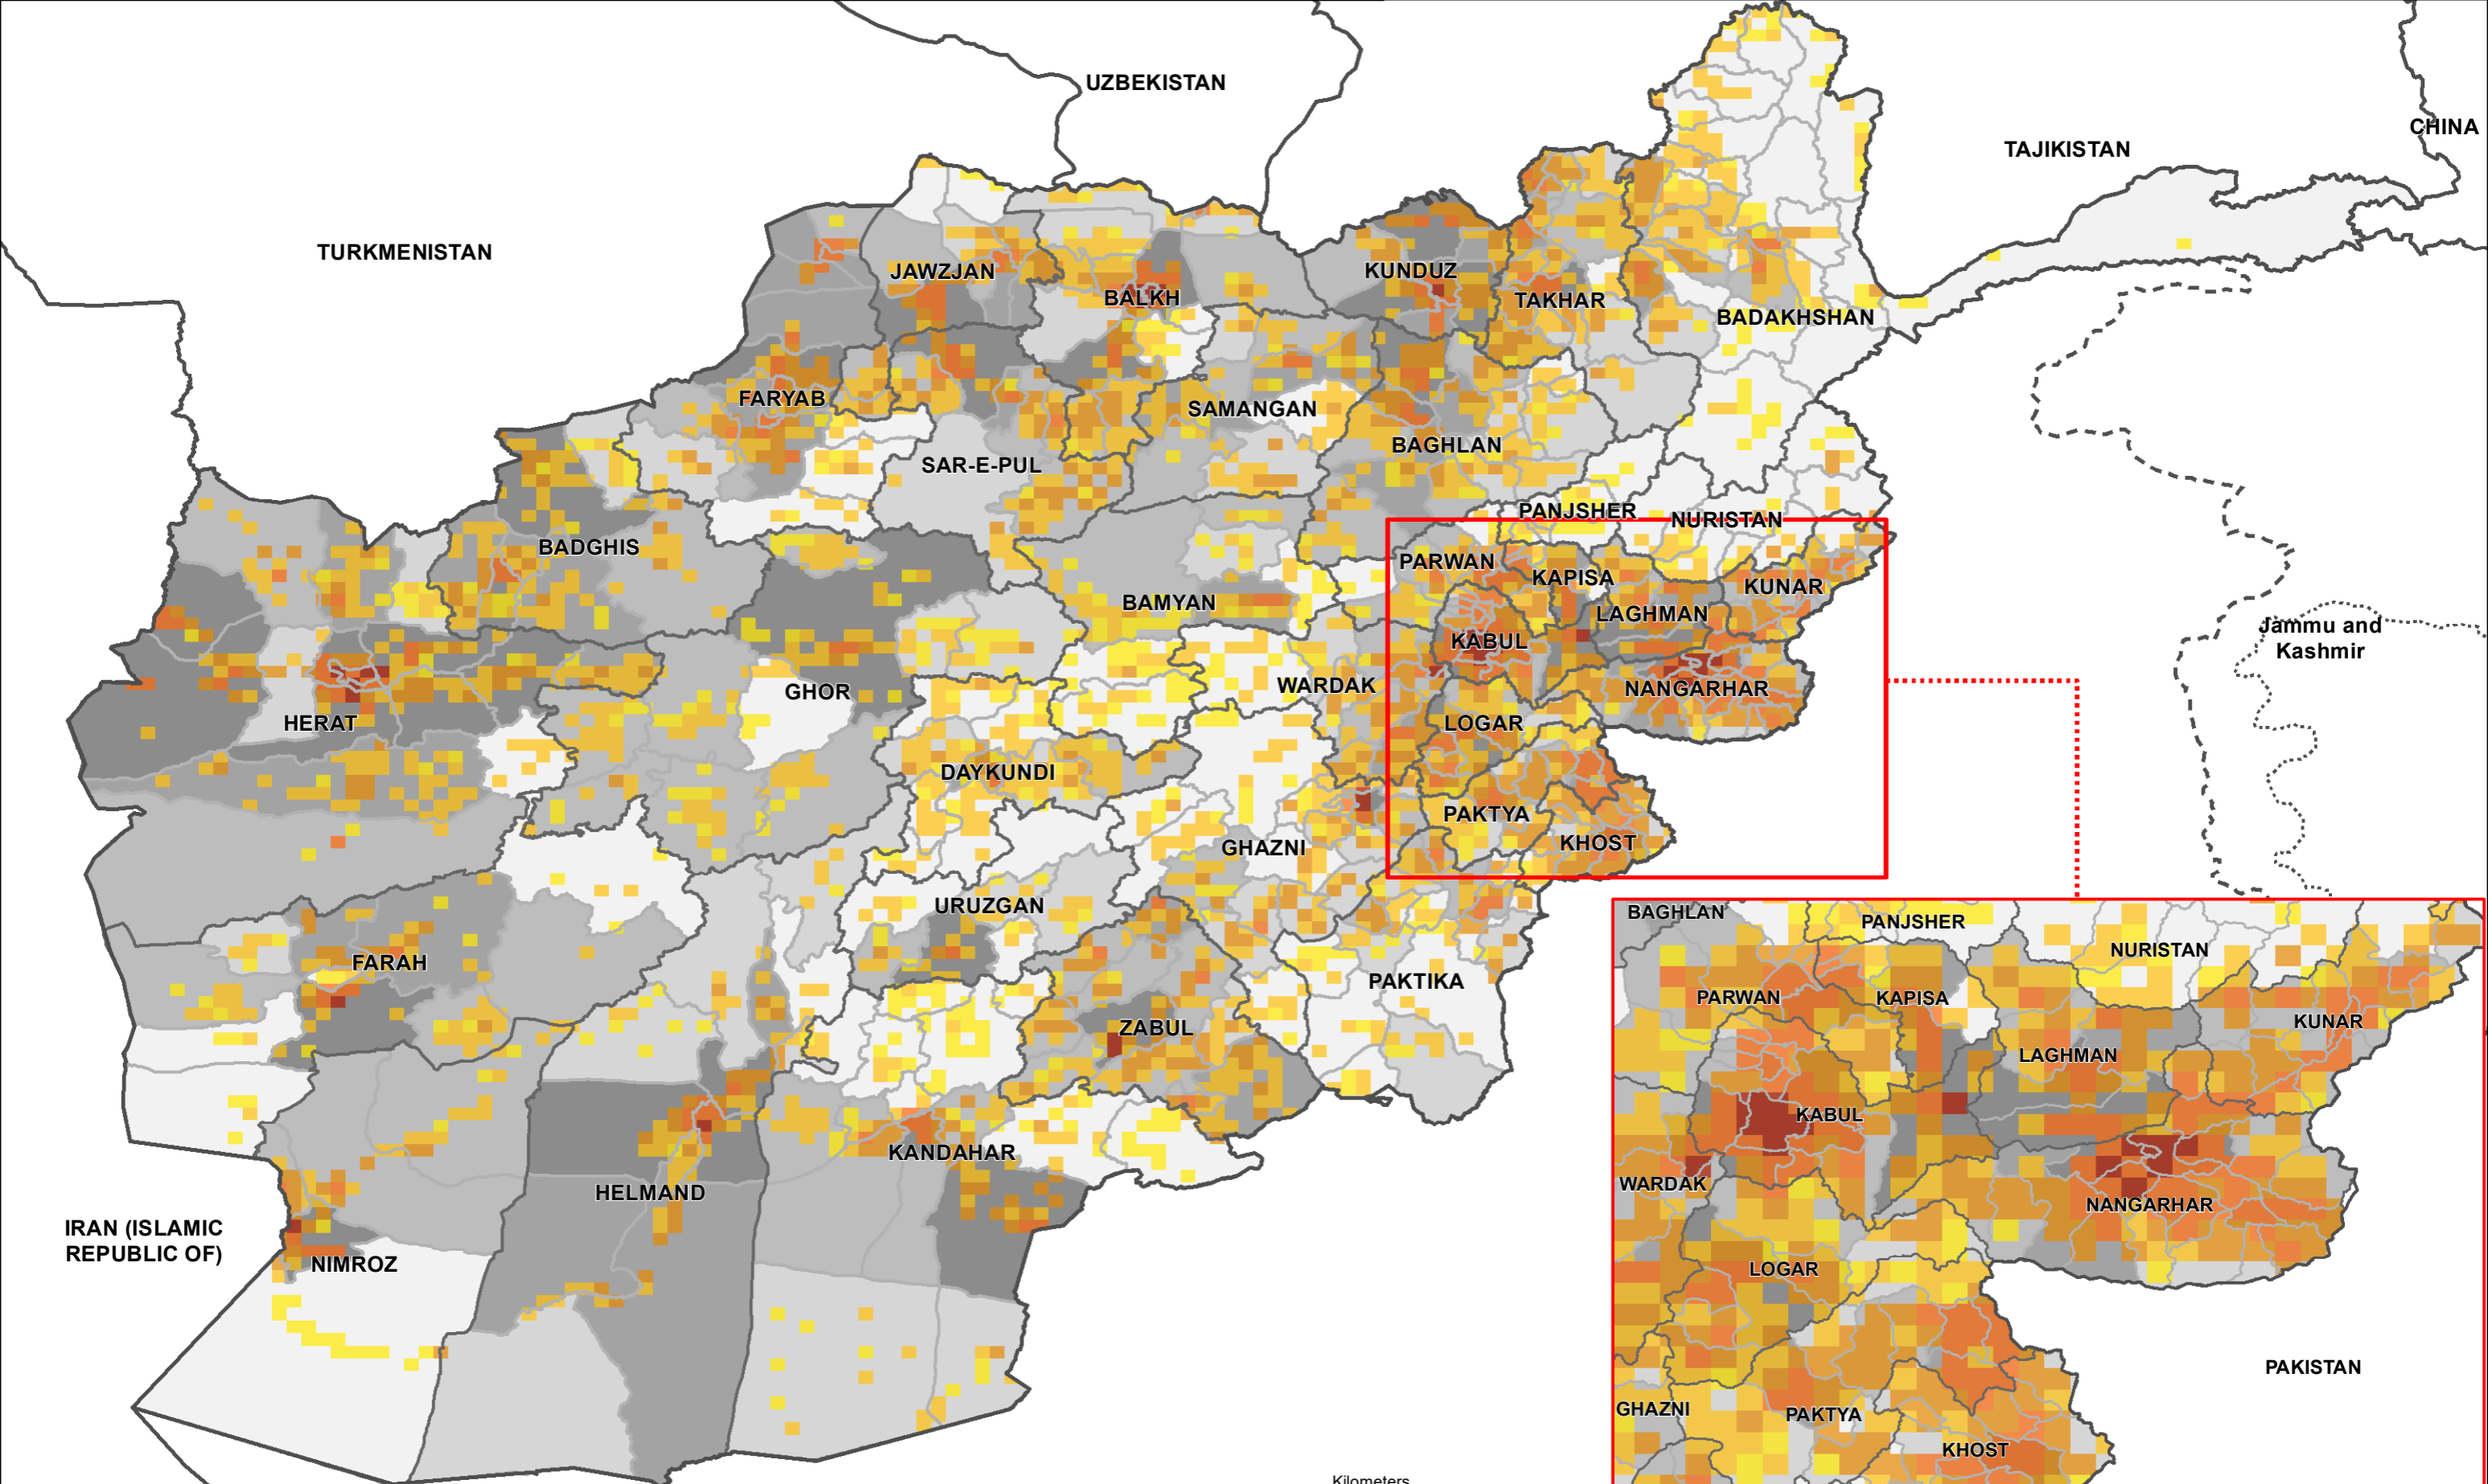 UZBEKISTAN
CHINA
TAJIKISTAN
TURKMENISTAN
JAWZJAN
BALKH
KUNDUZ
TAKHAR
BADAKHSHAN
FARYAB
SAMANGAN
BAGHLAN
SAR-E-PUL
PANJSHER
NURISTAN
BADGHIS
PARWAN
KAPISA
KUNAR
BAMYAN
LAGHMAN
KABUL
Jammu and
Kashmir
GHOR
WARDAK
NANGARHAR
HERAT
LOGAR
DAYKUNDI
PAKTYA
GHAZNI
KHOST
URUZGAN
FARAH
PAKTIKA
ZABUL
KANDAHAR
HELMAND
IRAN (ISLAMIC
REPUBLIC OF)
NIMROZ
BAGHLAN
PANJSHER
NURISTAN
PARWAN
KAPISA
KUNAR
LAGHMAN
KABUL
WARDAK
NANGARHAR
LOGAR
PAKISTAN
GHAZNI
PAKTYA
KHOST
Kilometers